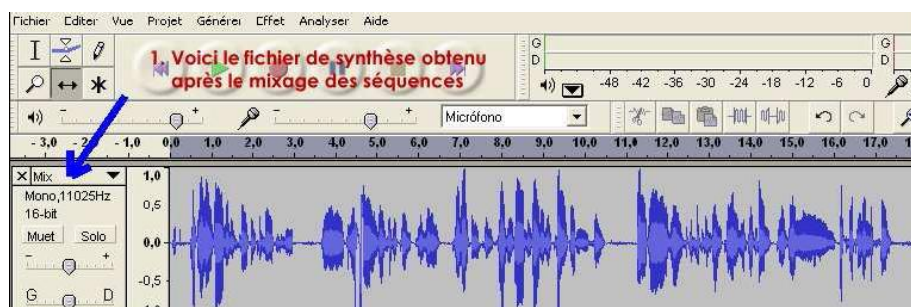 Fichier Editer Vue Projet Générer Effet Analyser Aide
1. Voici le fichier de synthèse obtenu
après le mixage des séquences
G
D
-48 -42 -36 -30 -24 -18 -12 -6 0
G
D
- + - + Micrófono
- 3,0 - 2,0 - 1,0 0,0 1,0 2,0 3,0 4,0 5,0 6,0 7,0 8,0 9,0 10,0 11,0 12,0 13,0 14,0 15,0 16,0 17,0
Mix
Mono,11025Hz
16-bit
Muet Solo
- +
G D
1,0
0,5
0,0
-0,5